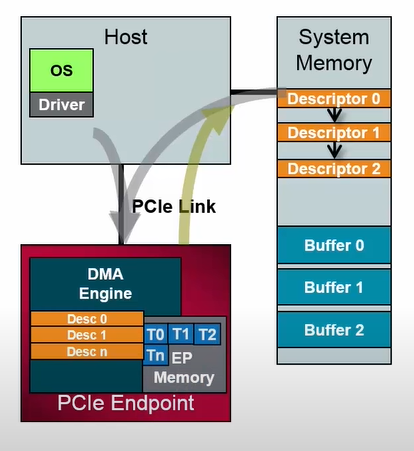 Host
OS
Driver
System
Memory
Descriptor 0
Descriptor 1
Descriptor 2
Buffer 0
Buffer 1
Buffer 2
PCIe Link
DMA
Engine
Desc 0
Desc 1
Desc n
T0 T1 T2
Tn EP
Memory
PCIe Endpoint